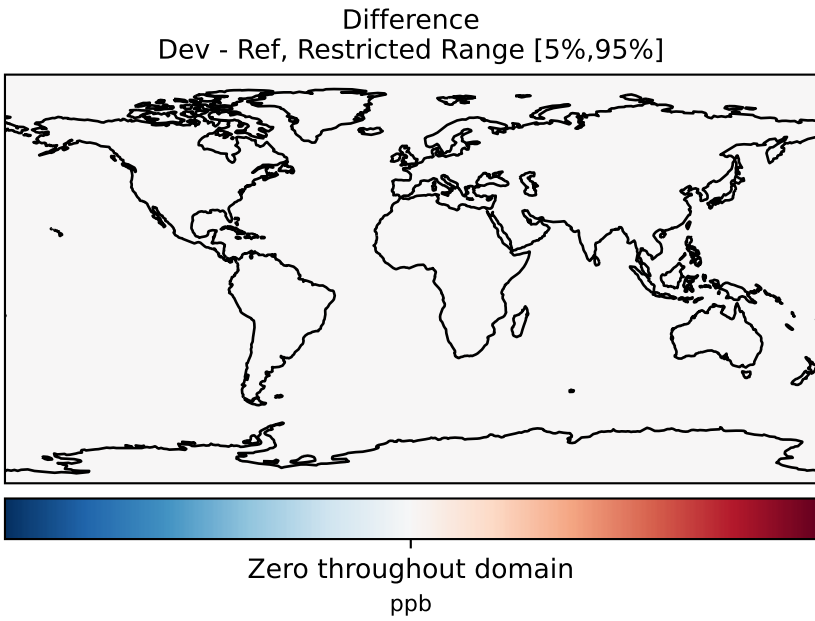 Difference
Dev - Ref, Restricted Range [5%,95%]
Zero throughout domain
ppb